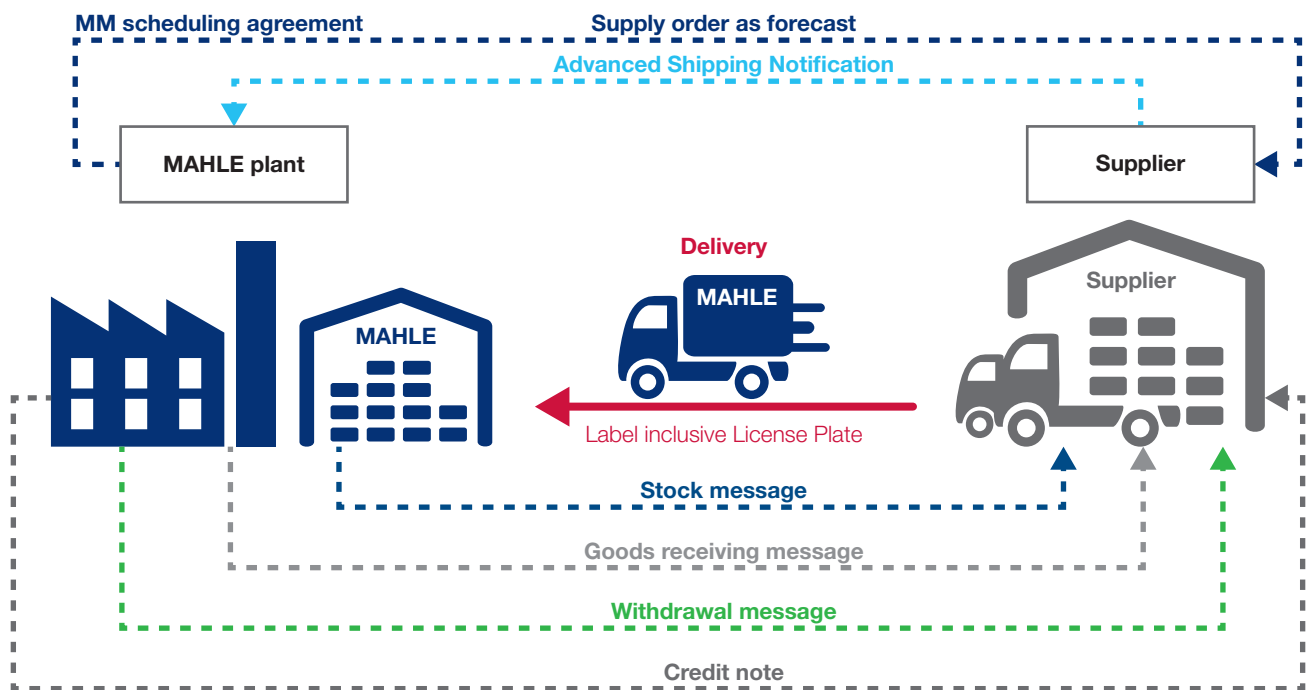 MM scheduling agreement
Supply order as forecast
Advanced Shipping Notification
MAHLE plant
Supplier
Delivery
MAHLE
Supplier
MAHLE
Label inclusive License Plate
Stock message
Goods receiving message
Withdrawal message
Credit note